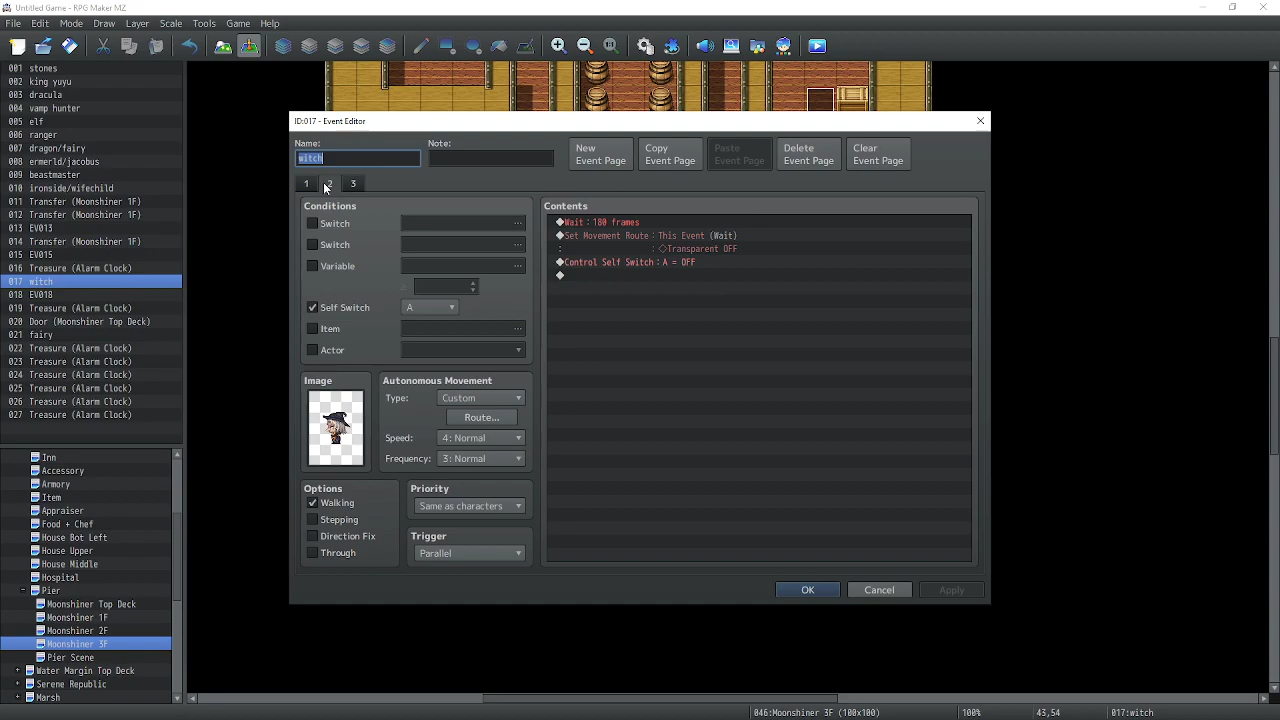 Untitled Game - RPG Maker MZ
File Edit Mode Draw Layer Scale Tools Game Help
001 stones
002 king yuyu
003 dracula
004 vamp hunter
005 elf
006 ranger
007 dragon/fairy
008 ermerld/jacobus
009 beastmaster
010 ironside/wifechild
011 Transfer (Moonshiner 1F)
012 Transfer (Moonshiner 1F)
013 EV013
014 Transfer (Moonshiner 1F)
015 EV015
016 Treasure (Alarm Clock)
017 witch
018 EV018
019 Treasure (Alarm Clock)
020 Door (Moonshiner Top Deck)
021 fairy
022 Treasure (Alarm Clock)
023 Treasure (Alarm Clock)
024 Treasure (Alarm Clock)
025 Treasure (Alarm Clock)
026 Treasure (Alarm Clock)
027 Treasure (Alarm Clock)
Inn
Accessory
Armory
Item
Appraiser
Food + Chef
House Bot Left
House Upper
House Middle
Hospital
Pier
Moonshiner Top Deck
Moonshiner 1F
Moonshiner 2F
Moonshiner 3F
Pier Scene
Water Margin Top Deck
Serene Republic
Marsh
ID:017 - Event Editor
Name: Note:
witch
New Event Page
Copy Event Page
Paste Event Page
Delete Event Page
Clear Event Page
1 2 3
Conditions
Switch
Switch
Variable
Self Switch A
Item
Actor
Image
Autonomous Movement
Type: Custom
Route...
Speed: 4: Normal
Frequency: 3: Normal
Options
Walking
Stepping
Direction Fix
Through
Priority
Same as characters
Trigger
Parallel
Contents
◆Wait : 180 frames
◆Set Movement Route : This Event (Wait)
: : ◇Transparent OFF
◆Control Self Switch : A = OFF
◆
OK Cancel Apply
046:Moonshiner 3F (100x100) 100% 43,54 017:witch